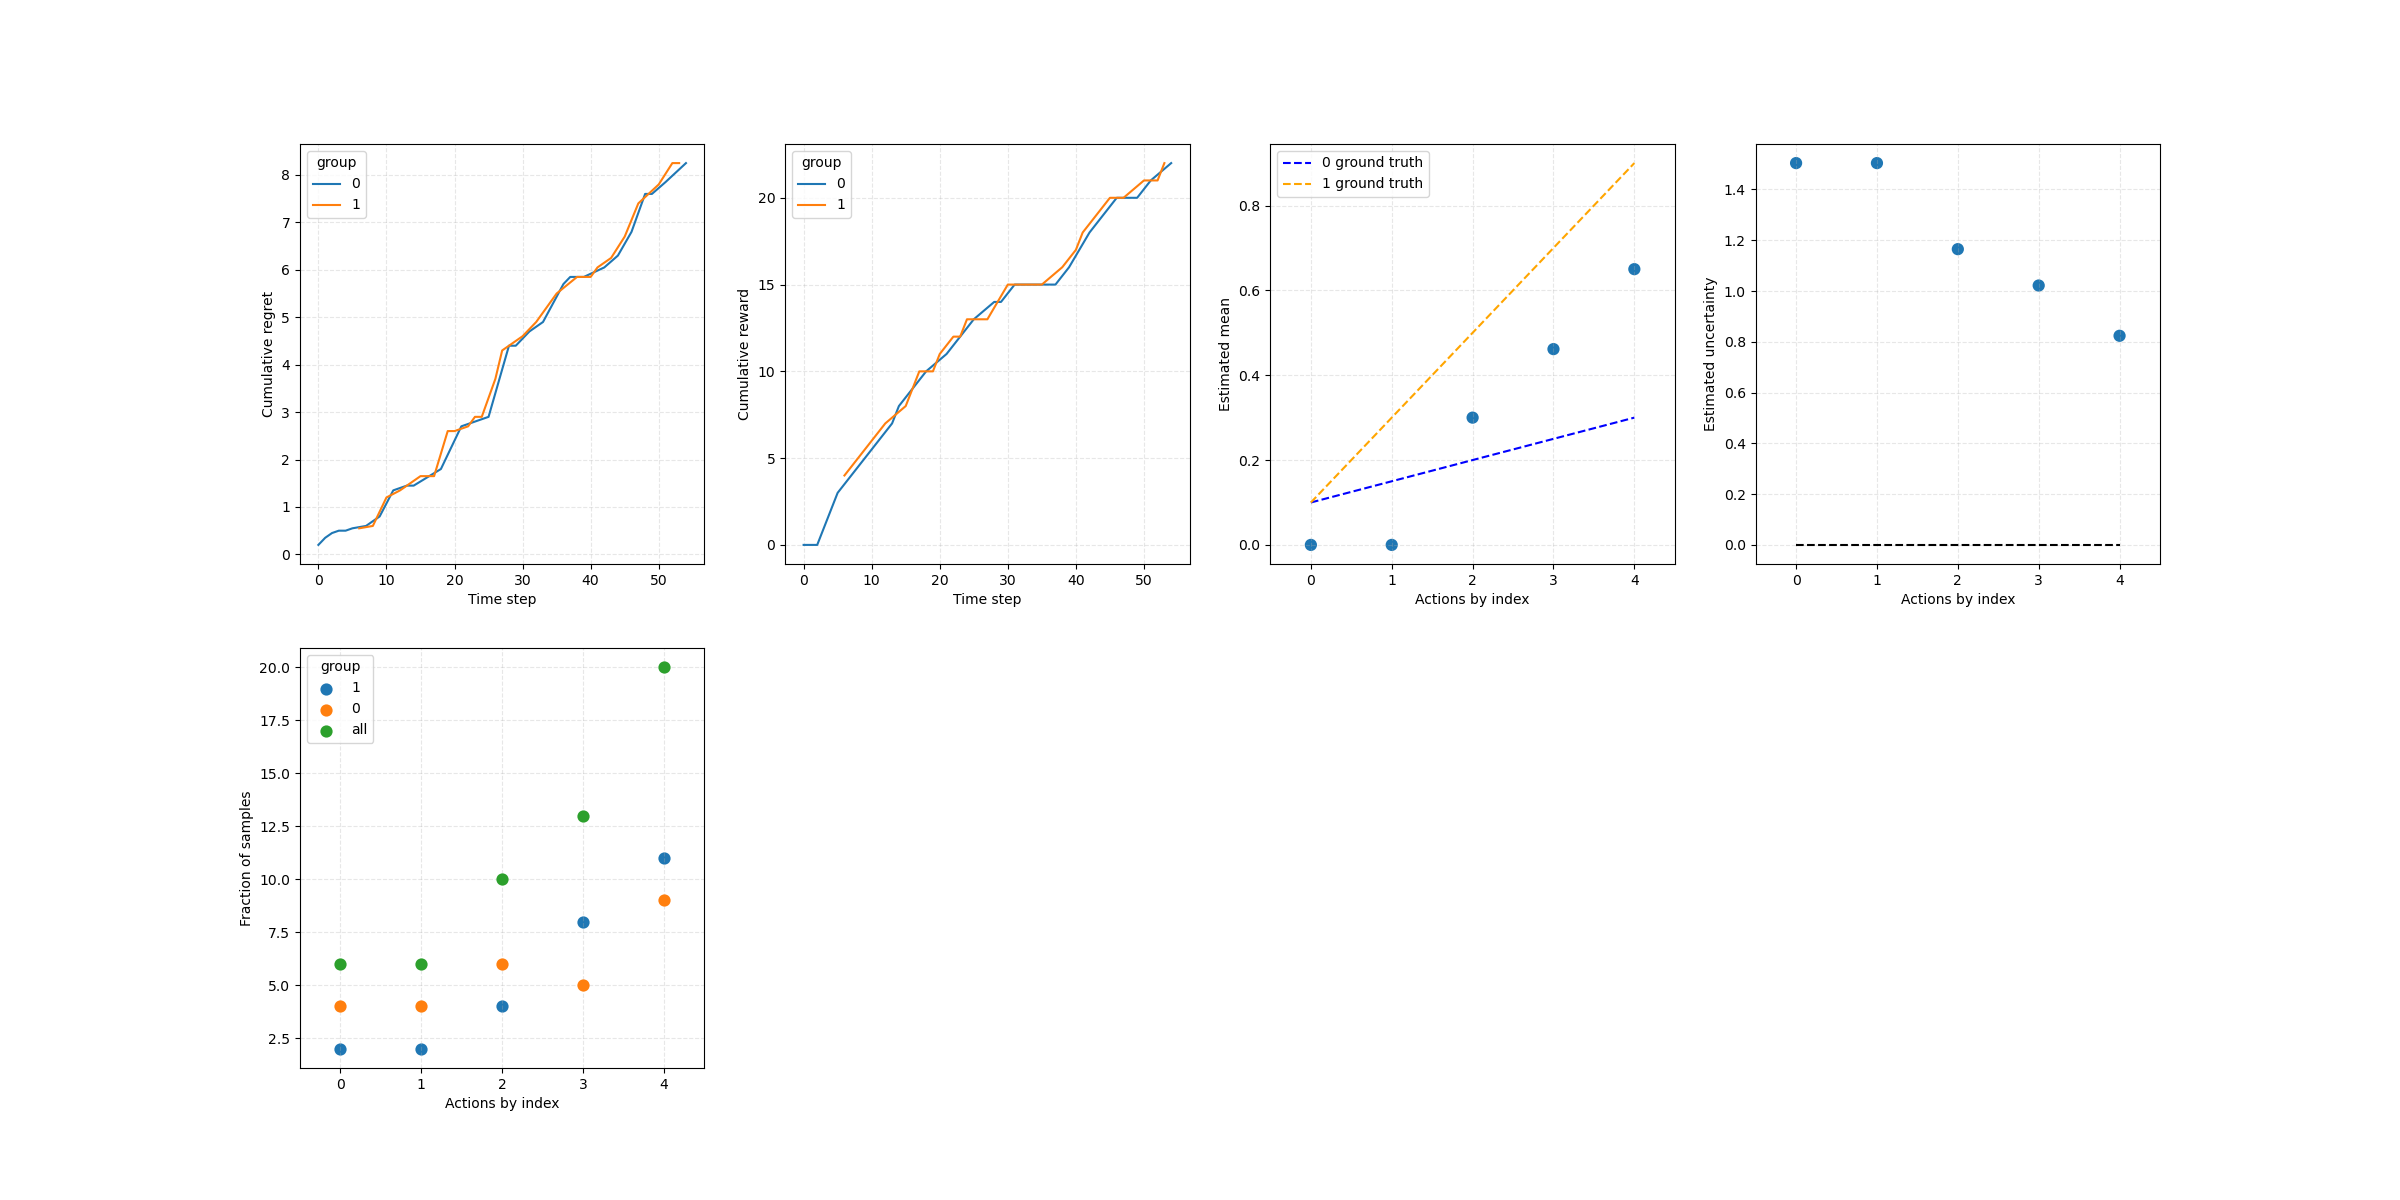 group
0
1
8
7
6
5
4
3
2
1
0
Cumulative regret
0 10 20 30 40 50
Time step
group
0
1
20
15
10
5
0
Cumulative reward
0 10 20 30 40 50
Time step
0 ground truth
1 ground truth
0.8
0.6
0.4
0.2
0.0
Estimated mean
0 1 2 3 4
Actions by index
1.4
1.2
1.0
0.8
0.6
0.4
0.2
0.0
Estimated uncertainty
0 1 2 3 4
Actions by index
group
1
0
all
20.0
17.5
15.0
12.5
10.0
7.5
5.0
2.5
Fraction of samples
0 1 2 3 4
Actions by index